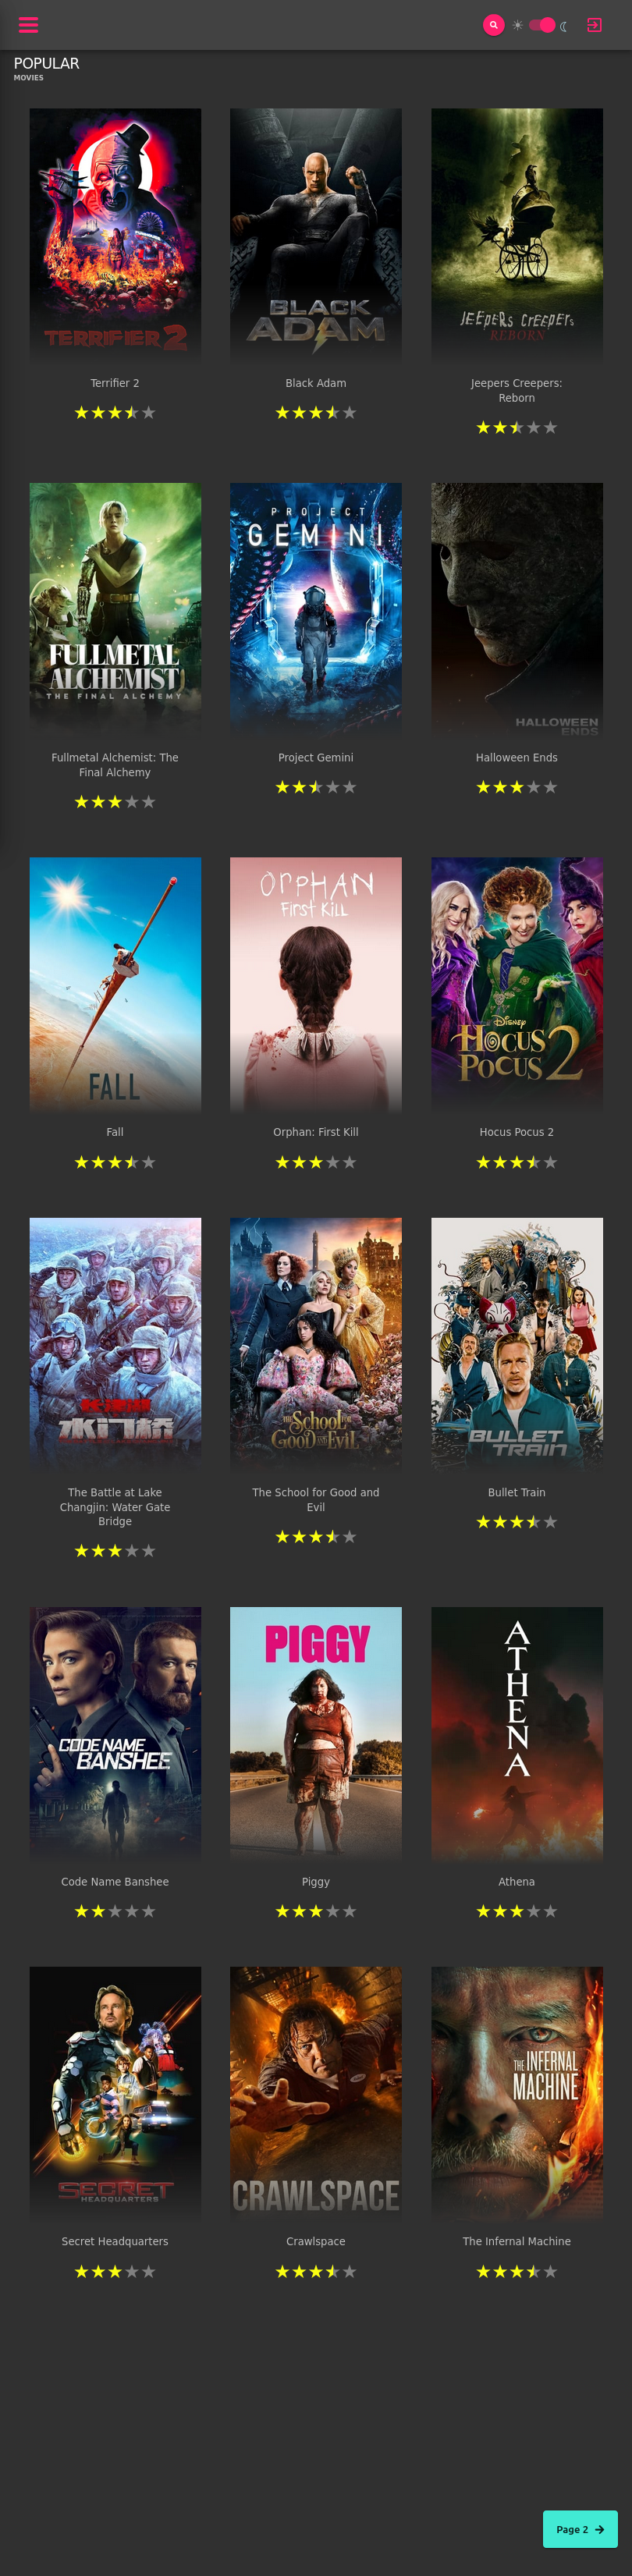 POPULAR
MOVIES
TERRIFIER 2
BLACK
ADAM
JEEPERS CREEPERS
REBORN
Terrifier 2
Black Adam
Jeepers Creepers:
Reborn
FULLMETAL
ALCHEMIST
THE FINAL ALCHEMY
PROJECT
GEMINI
HALLOWEEN
ENDS
Fullmetal Alchemist: The
Final Alchemy
Project Gemini
Halloween Ends
FALL
ORPHAN
FIRST KILL
DISNEY
HOCUS
POCUS 2
Fall
Orphan: First Kill
Hocus Pocus 2
长津湖
水门桥
THE School FOR
GOOD AND EVIL
BULLET
TRAIN
The Battle at Lake
Changjin: Water Gate
Bridge
The School for Good and
Evil
Bullet Train
CODE NAME
BANSHEE
PIGGY
ATHENA
Code Name Banshee
Piggy
Athena
SECRET
HEADQUARTERS
CRAWLSPACE
THE INFERNAL
MACHINE
Secret Headquarters
Crawlspace
The Infernal Machine
Page 2 →